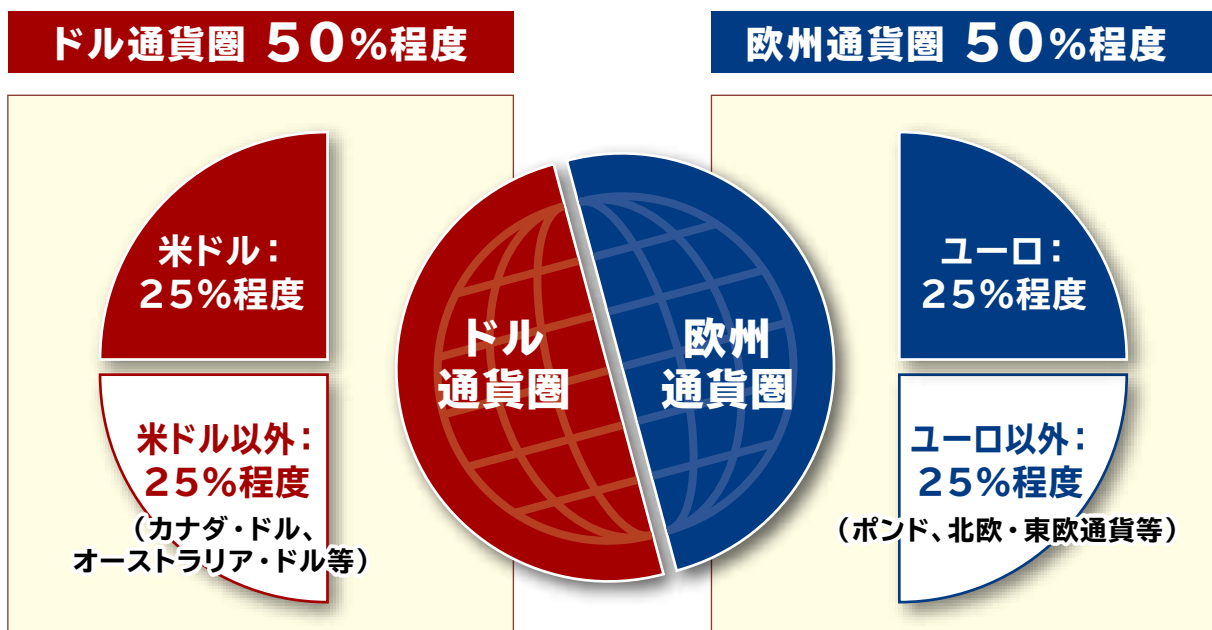 ドル通貨圏 50%程度
欧州通貨圏 50%程度
米ドル：
25%程度
米ドル以外：
25%程度
（カナダ・ドル、
オーストラリア・ドル等）
ドル
通貨圏
欧州
通貨圏
ユーロ：
25%程度
ユーロ以外：
25%程度
（ポンド、北欧・東欧通貨等）